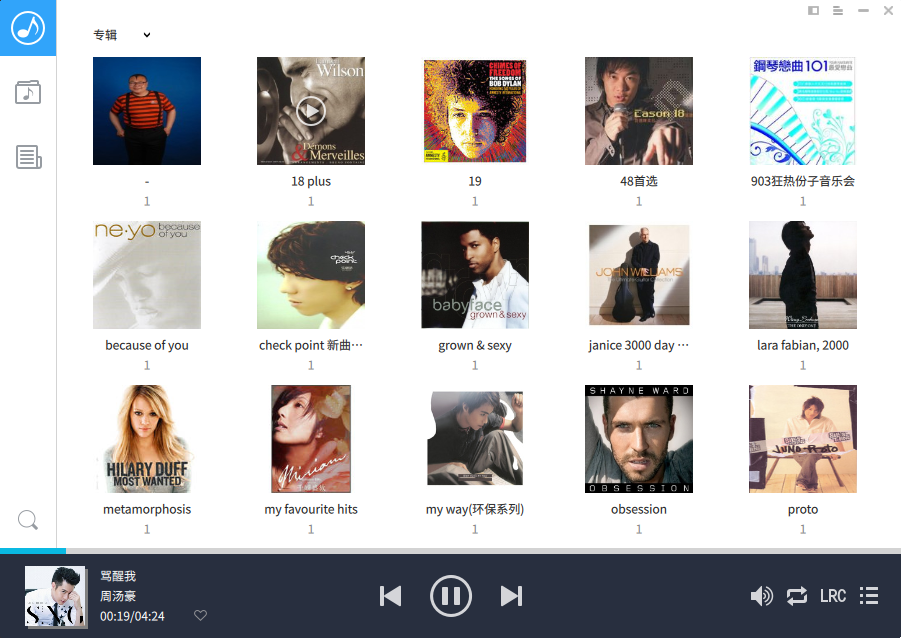 专辑
Wilson
Demons
& Merveilles
CHIMES OF
FREEDOM
THE SONGS OF
BOB DYLAN
Eason 18
鋼琴戀曲101
-
18 plus
19
48首选
903狂热份子音乐会
1
1
1
1
1
ne·yo because
of you
check
point
babyface
grown & sexy
JOHN WILLIAMS
because of you
check point 新曲…
grown & sexy
janice 3000 day …
lara fabian, 2000
1
1
1
1
1
HILARY DUFF
MOST WANTED
Miriam
SHAYNE WARD
OBSESSION
JUNO-Proto
metamorphosis
my favourite hits
my way(环保系列)
obsession
proto
1
1
1
1
1
骂醒我
周汤豪
00:19/04:24
LRC